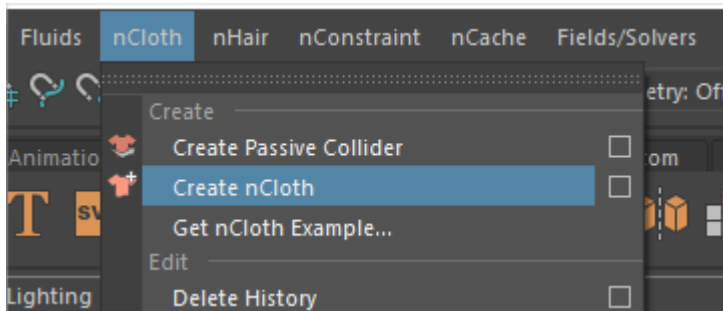 Fluids nCloth nHair nConstraint nCache Fields/Solvers
etry: Of
Create
Create Passive Collider
Animatio
om
Create nCloth
T SV
Get nCloth Example...
Edit
Lighting
Delete History